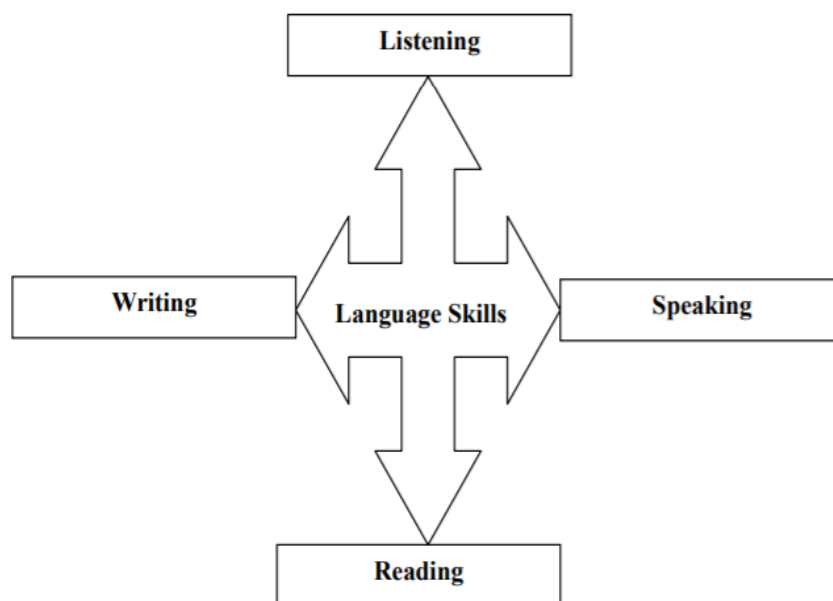 Listening
Writing
Language Skills
Speaking
Reading